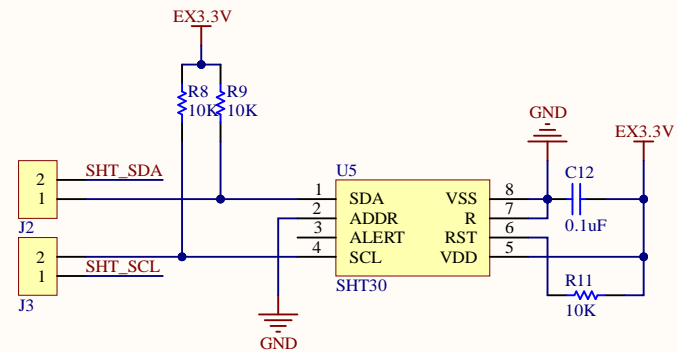 EX3.3V
R8 R9
10K 10K
GND
EX3.3V
SHT_SDA
U5
C12
2
1
J2
1 SDA VSS 8
2 ADDR R 7
3 ALERT RST 6
4 SCL VDD 5
0.1uF
2
1
SHT_SCL
J3
SHT30
R11
10K
GND